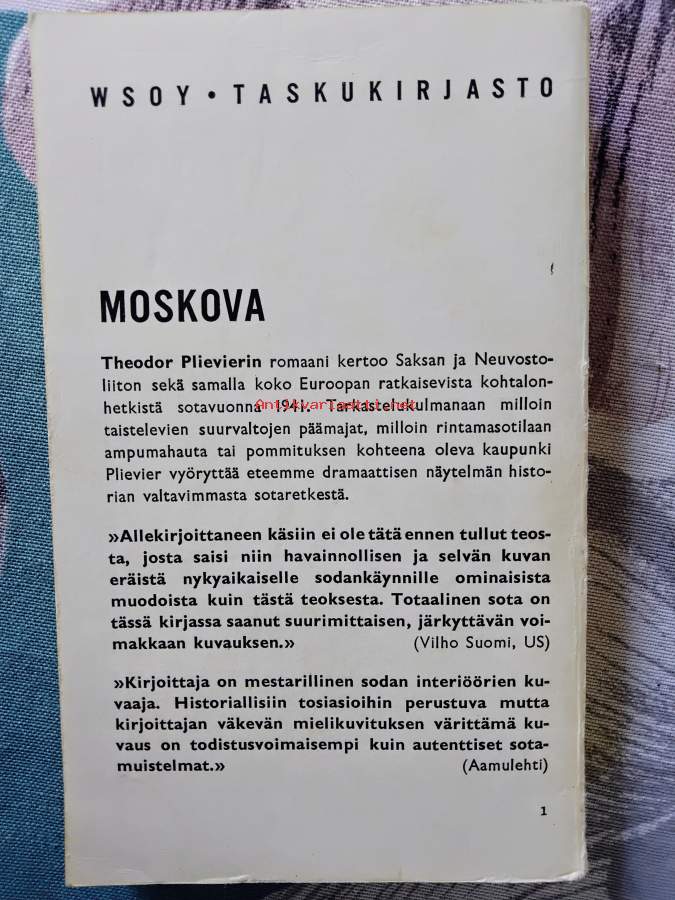 WSOY • TASKUKIRJASTO
MOSKOVA
Theodor Plievierin romaani kertoo Saksan ja Neuvosto-
liiton sekä samalla koko Euroopan ratkaisevista kohtalon-
hetkistä sotavuonna 1941. Tarkastelukulmanaan milloin
Antikvariaatti.net
taistelevien suurvaltojen päämajat, milloin rintamasotilaan
ampumahauta tai pommituksen kohteena oleva kaupunki
Plievier vyöryttää eteemme dramaattisen näytelmän histo-
rian valtavimmasta sotaretkestä.
»Allekirjoittaneen käsiin ei ole tätä ennen tullut teos-
ta, josta saisi niin havainnollisen ja selvän kuvan
eräistä nykyaikaiselle sodankäynnille ominaisista
muodoista kuin tästä teoksesta. Totaalinen sota on
tässä kirjassa saanut suurimittaisen, järkyttävän voi-
makkaan kuvauksen.» (Vilho Suomi, US)
»Kirjoittaja on mestarillinen sodan interiöörien ku-
vaaja. Historiallisiin tosiasioihin perustuva mutta
kirjoittajan väkevän mielikuvituksen värittämä ku-
vaus on todistusvoimaisempi kuin autenttiset sota-
muistelmat.» (Aamulehti)
1